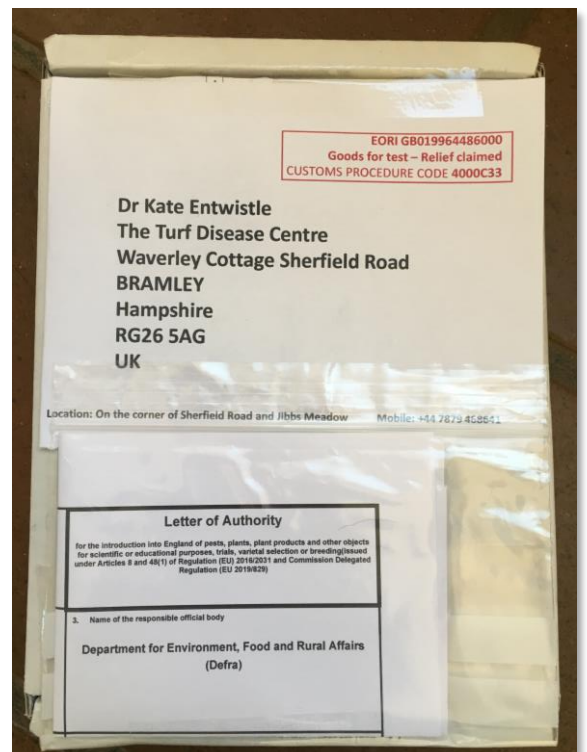 EORI GB019964486000
Goods for test – Relief claimed
CUSTOMS PROCEDURE CODE 4000C33
Dr Kate Entwistle
The Turf Disease Centre
Waverley Cottage Sherfield Road
BRAMLEY
Hampshire
RG26 5AG
UK
Location: On the corner of Sherfield Road and Jibbs Meadow Mobile: +44 7879 468641
Letter of Authority
for the introduction into England of pests, plants, plant products and other objects
for scientific or educational purposes, trials, varietal selection or breeding(issued
under Articles 8 and 48(1) of Regulation (EU) 2016/2031 and Commission Delegated
Regulation (EU 2019/829)
3. Name of the responsible official body
Department for Environment, Food and Rural Affairs
(Defra)